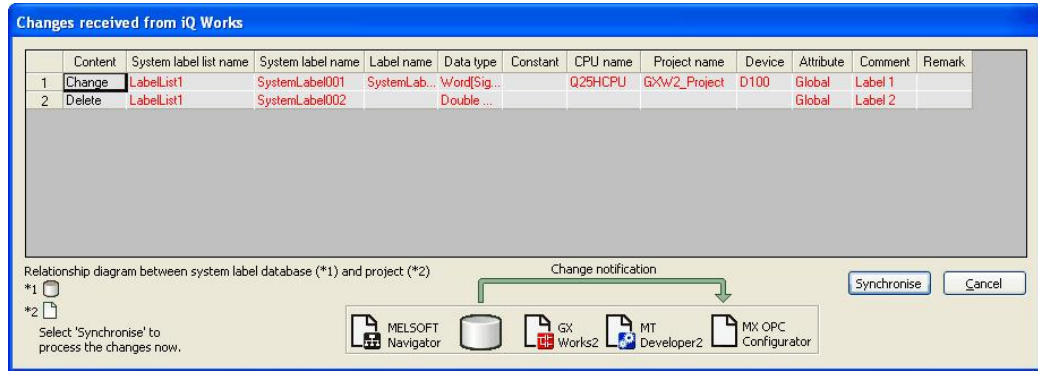 Changes received from iQ Works
Content System label list name System label name Label name Data type Constant CPU name Project name Device Attribute Comment Remark
1 Change LabelList1 SystemLabel001 SystemLab... Word[Sig... Q25HCPU GXW2_Project D100 Global Label 1
2 Delete LabelList1 SystemLabel002 Double ... Global Label 2
Relationship diagram between system label database (*1) and project (*2)
*1
*2
Select 'Synchronise' to
process the changes now.
Change notification
MELSOFT
Navigator
GX
Works2
MT
Developer2
MX OPC
Configurator
Synchronise
Cancel